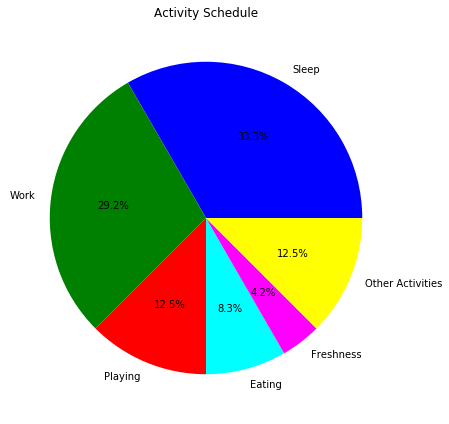 Activity Schedule
Sleep
33.3%
Work
29.2%
Playing
12.5%
Eating
8.3%
Freshness
4.2%
Other Activities
12.5%